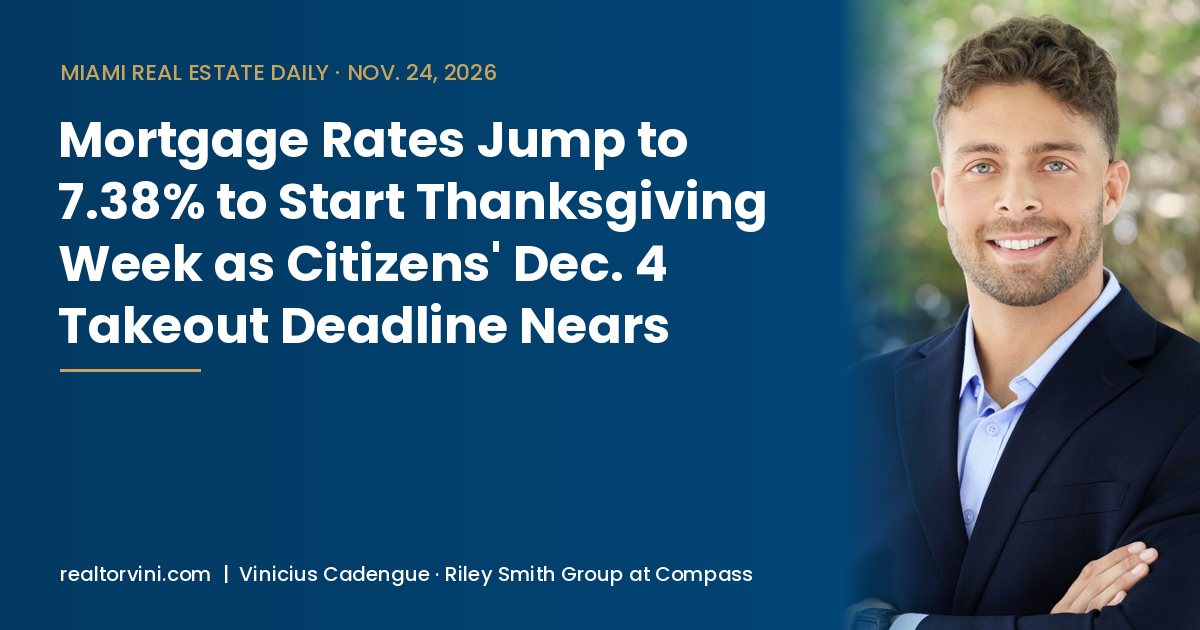 MIAMI REAL ESTATE DAILY · NOV. 24, 2026
Mortgage Rates Jump to
7.38% to Start Thanksgiving
Week as Citizens' Dec. 4
Takeout Deadline Nears
realtorvini.com | Vinicius Cadengue · Riley Smith Group at Compass